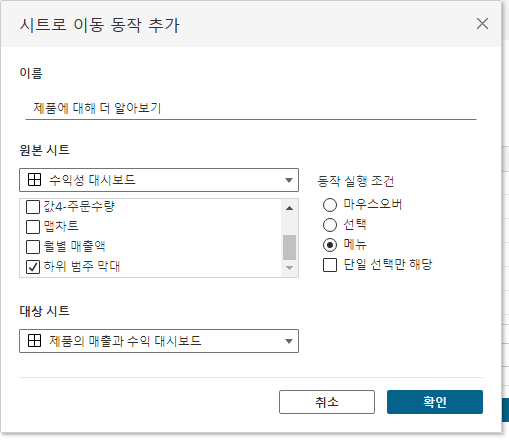 시트로 이동 동작 추가
이름
제품에 대해 더 알아보기
원본 시트
수익성 대시보드
값4-주문수량
맵차트
월별 매출액
하위 범주 막대
동작 실행 조건
마우스오버
선택
메뉴
단일 선택만 해당
대상 시트
제품의 매출과 수익 대시보드
취소
확인